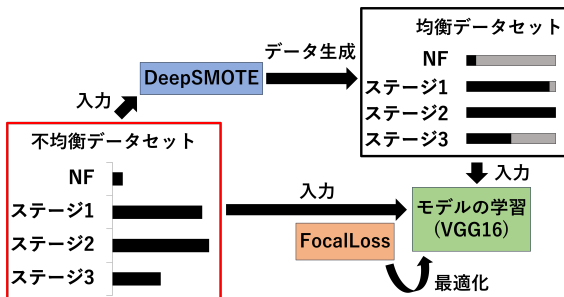 均衡データセット
NF
ステージ1
ステージ2
ステージ3
データ生成
DeepSMOTE
入力
不均衡データセット
NF
ステージ1
ステージ2
ステージ3
入力
入力
モデルの学習
(VGG16)
FocalLoss
最適化